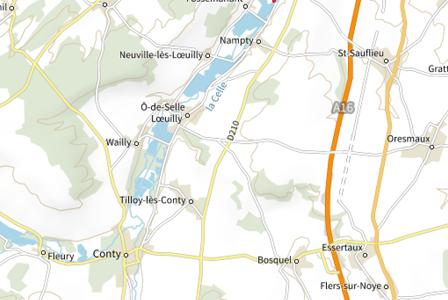 Nampty
St-Sauflieu
Neuville-lès-Lœuilly
la Celle
A16
Ô-de-Selle
Lœuilly
D210
Wailly
Oresmaux
Tilloy-lès-Conty
Essertaux
Fleury
Conty
Bosquel
Flers-sur-Noye